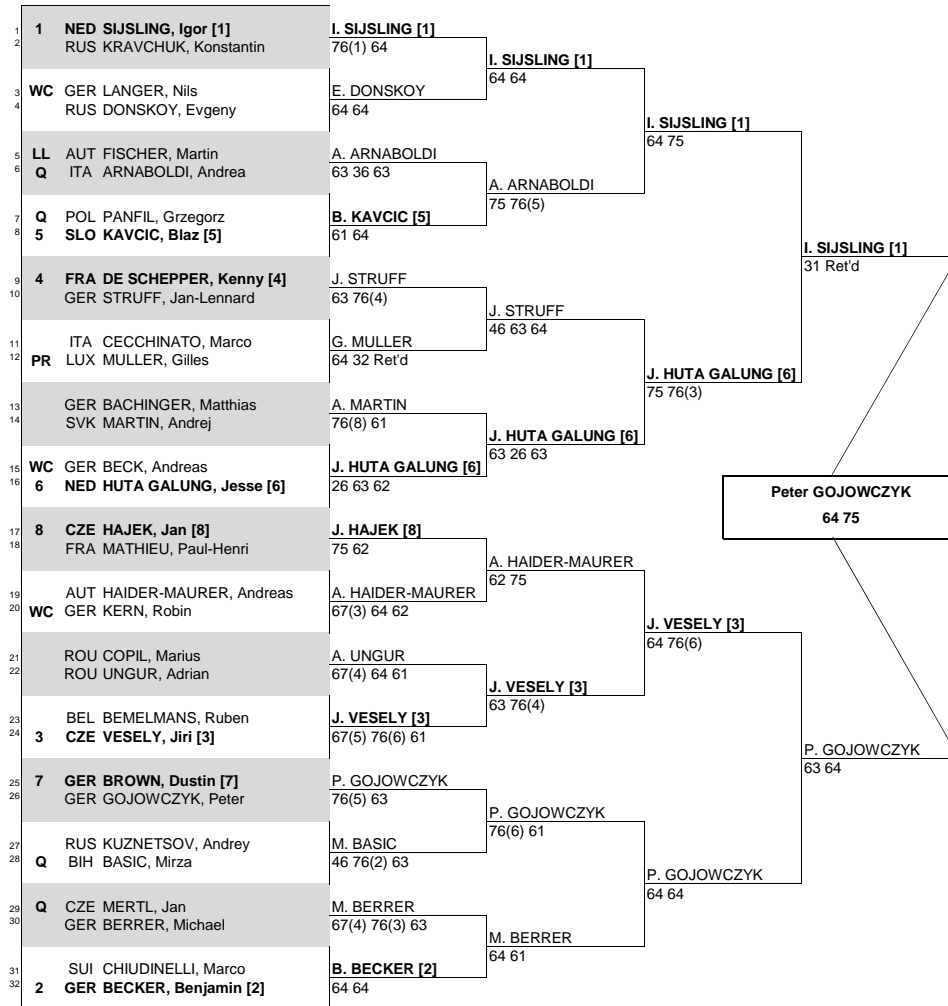 1 1 NED SIJSLING, Igor [1]
2 RUS KRAVCHUK, Konstantin
3 WC GER LANGER, Nils
4 RUS DONSKOY, Evgeny
5 LL AUT FISCHER, Martin
6 Q ITA ARNABOLDI, Andrea
7 Q POL PANFIL, Grzegorz
8 5 SLO KAVCIC, Blaz [5]
9 4 FRA DE SCHEPPER, Kenny [4]
10 GER STRUFF, Jan-Lennard
11 ITA CECCHINATO, Marco
12 PR LUX MULLER, Gilles
13 GER BACHINGER, Matthias
14 SVK MARTIN, Andrej
15 WC GER BECK, Andreas
16 6 NED HUTA GALUNG, Jesse [6]
17 8 CZE HAJEK, Jan [8]
18 FRA MATHIEU, Paul-Henri
19 AUT HAIDER-MAURER, Andreas
20 WC GER KERN, Robin
21 ROU COPIL, Marius
22 ROU UNGUR, Adrian
23 BEL BEMELMANS, Ruben
24 3 CZE VESELY, Jiri [3]
25 7 GER BROWN, Dustin [7]
26 GER GOJOWCZYK, Peter
27 RUS KUZNETSOV, Andrey
28 Q BIH BASIC, Mirza
29 Q CZE MERTL, Jan
30 GER BERRER, Michael
31 SUI CHIUDINELLI, Marco
32 2 GER BECKER, Benjamin [2]
I. SIJSLING [1]
76(1) 64
E. DONSKOY
64 64
A. ARNABOLDI
63 36 63
B. KAVCIC [5]
61 64
J. STRUFF
63 76(4)
G. MULLER
64 32 Ret'd
A. MARTIN
76(8) 61
J. HUTA GALUNG [6]
26 63 62
J. HAJEK [8]
75 62
A. HAIDER-MAURER
67(3) 64 62
A. UNGUR
67(4) 64 61
J. VESELY [3]
67(5) 76(6) 61
P. GOJOWCZYK
76(5) 63
M. BASIC
46 76(2) 63
M. BERRER
67(4) 76(3) 63
B. BECKER [2]
64 64
I. SIJSLING [1]
64 64
A. ARNABOLDI
75 76(5)
J. STRUFF
46 63 64
J. HUTA GALUNG [6]
63 26 63
A. HAIDER-MAURER
62 75
J. VESELY [3]
63 76(4)
P. GOJOWCZYK
76(6) 61
M. BERRER
64 61
I. SIJSLING [1]
64 75
J. HUTA GALUNG [6]
75 76(3)
J. VESELY [3]
64 76(6)
P. GOJOWCZYK
64 64
I. SIJSLING [1]
31 Ret'd
P. GOJOWCZYK
63 64
Peter GOJOWCZYK
64 75